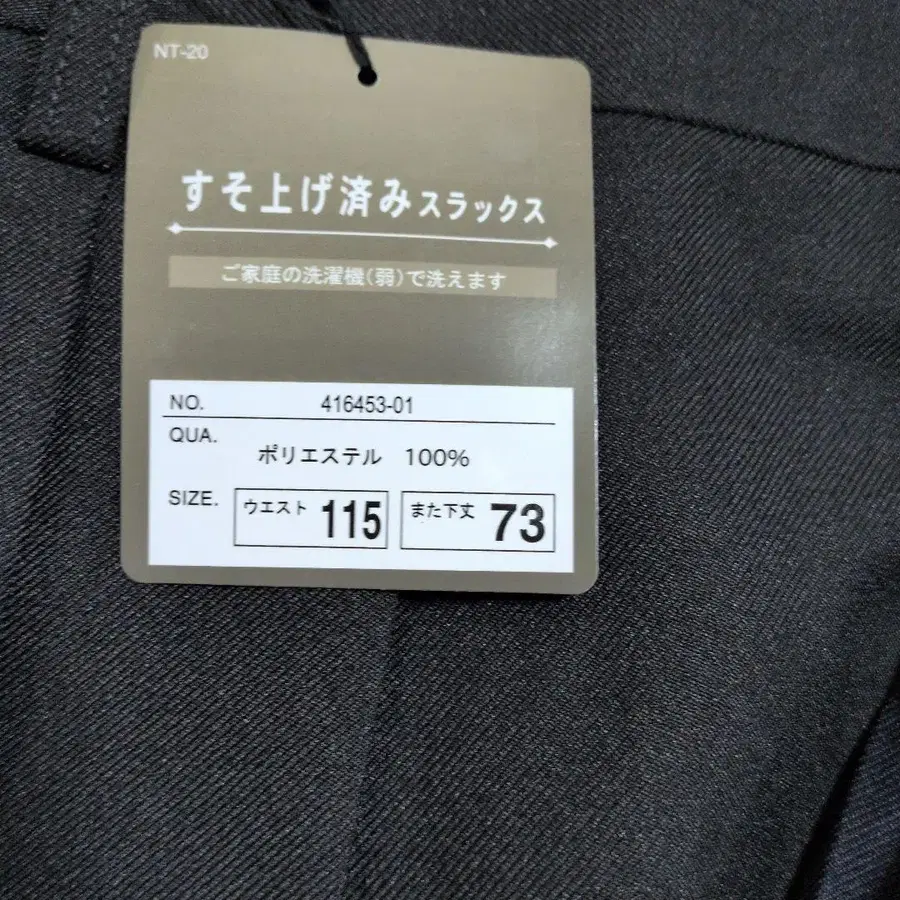 NT-20
すそ上げ済みスラックス
ご家庭の洗濯機(弱)で洗えます
NO. 416453-01
QUA. ポリエステル 100%
SIZE. ウエスト 115 また下丈 73